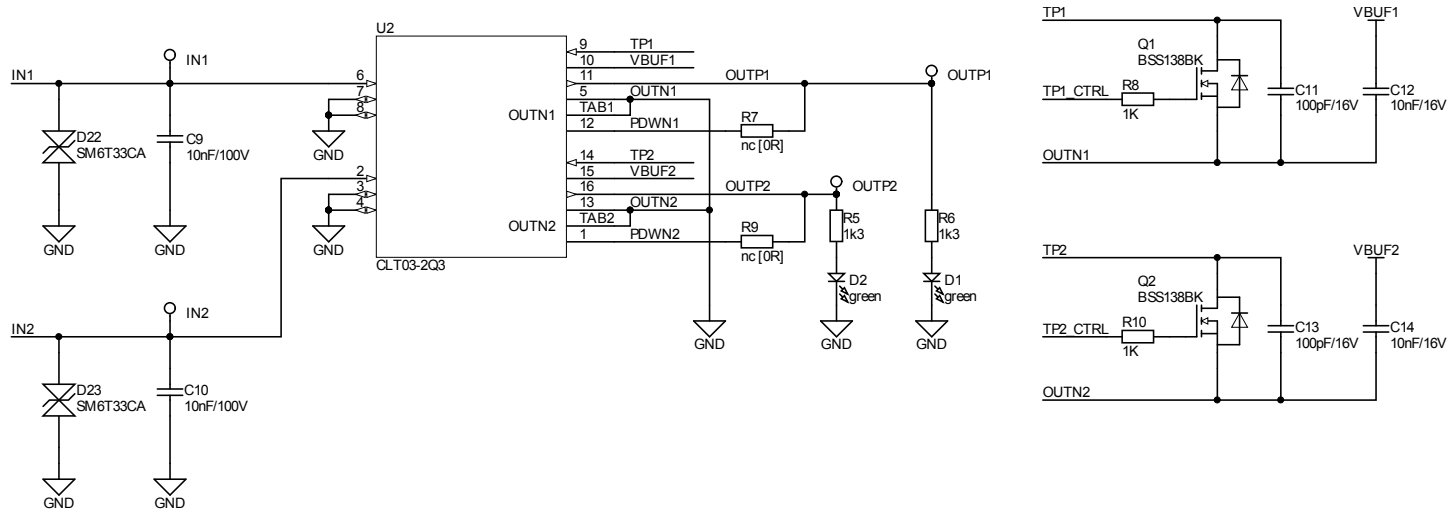 U2
TP1
VBUF1
IN1
IN1
6
7
8
9
TP1
10
VBUF1
11
OUTP1
OUTP1
5
OUTN1
OUTN1
TAB1
12
PDWN1
R7
nc [0R]
GND
D22
SM6T33CA
C9
10nF/100V
GND
GND
14
TP2
15
VBUF2
16
OUTP2
OUTP2
2
3
4
13
OUTN2
OUTN2
TAB2
1
PDWN2
R9
nc [0R]
GND
CLT03-2Q3
R5
1k3
R6
1k3
D2
green
D1
green
GND
GND
GND
IN2
IN2
D23
SM6T33CA
C10
10nF/100V
GND
GND
Q1
BSS138BK
TP1_CTRL
R8
1K
C11
100pF/16V
C12
10nF/16V
OUTN1
TP2
VBUF2
Q2
BSS138BK
TP2_CTRL
R10
1K
C13
100pF/16V
C14
10nF/16V
OUTN2